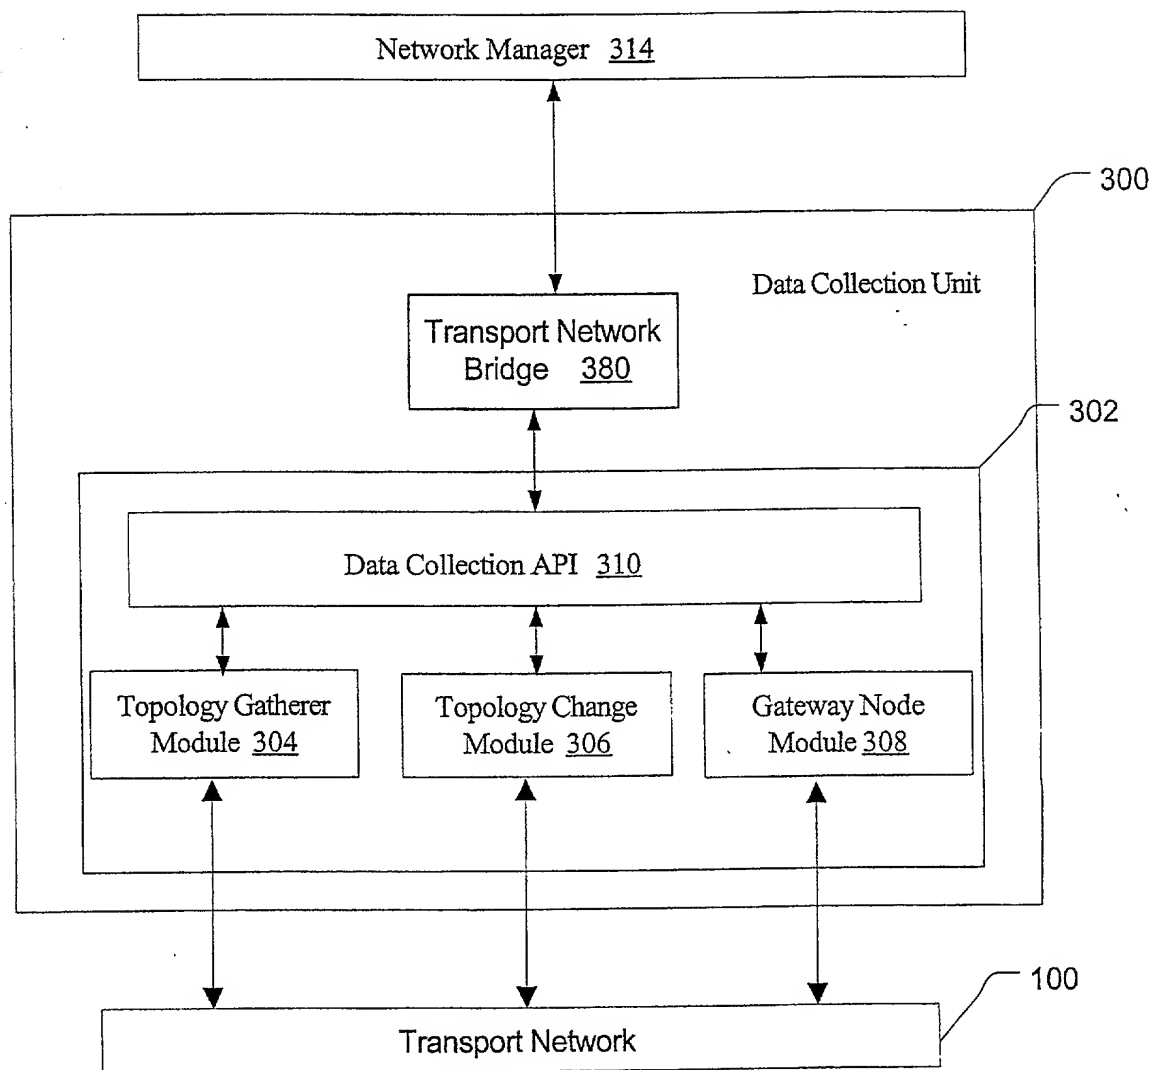 Network Manager 314
300
Data Collection Unit
Transport Network
Bridge 380
302
Data Collection API 310
Topology Gatherer
Module 304
Topology Change
Module 306
Gateway Node
Module 308
100
Transport Network